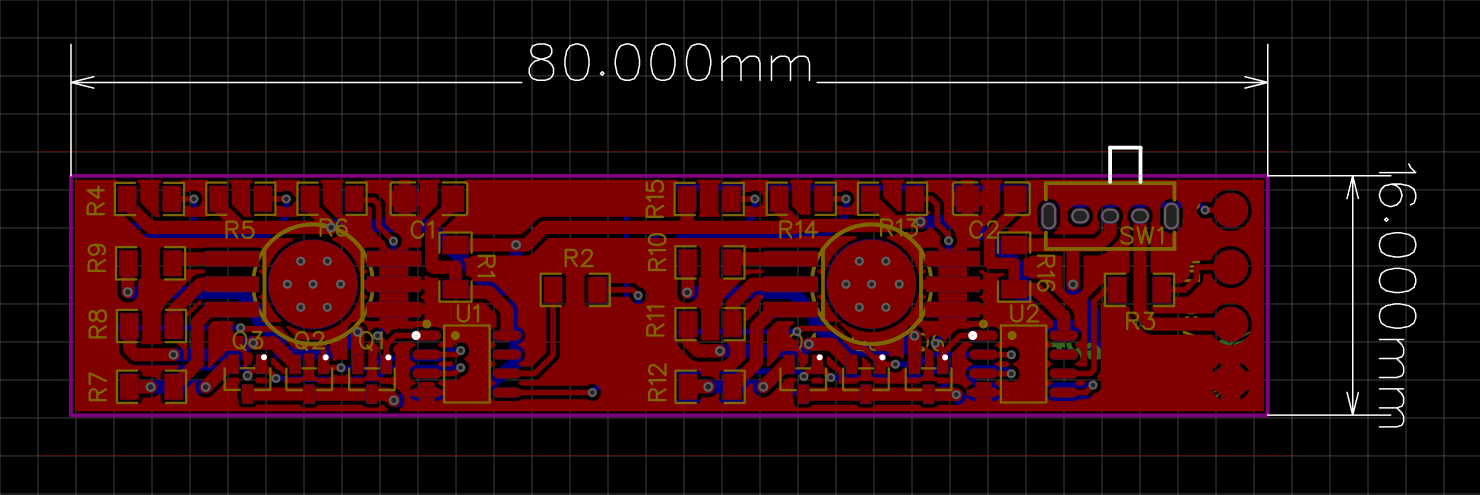 80.000mm
16.000mm
R4
R5
R6
C1
R15
R14
R13
C2
SW1
R9
R1
R2
R10
R16
R3
R8
U1
R11
U2
Q3
Q2
Q1
R7
R12